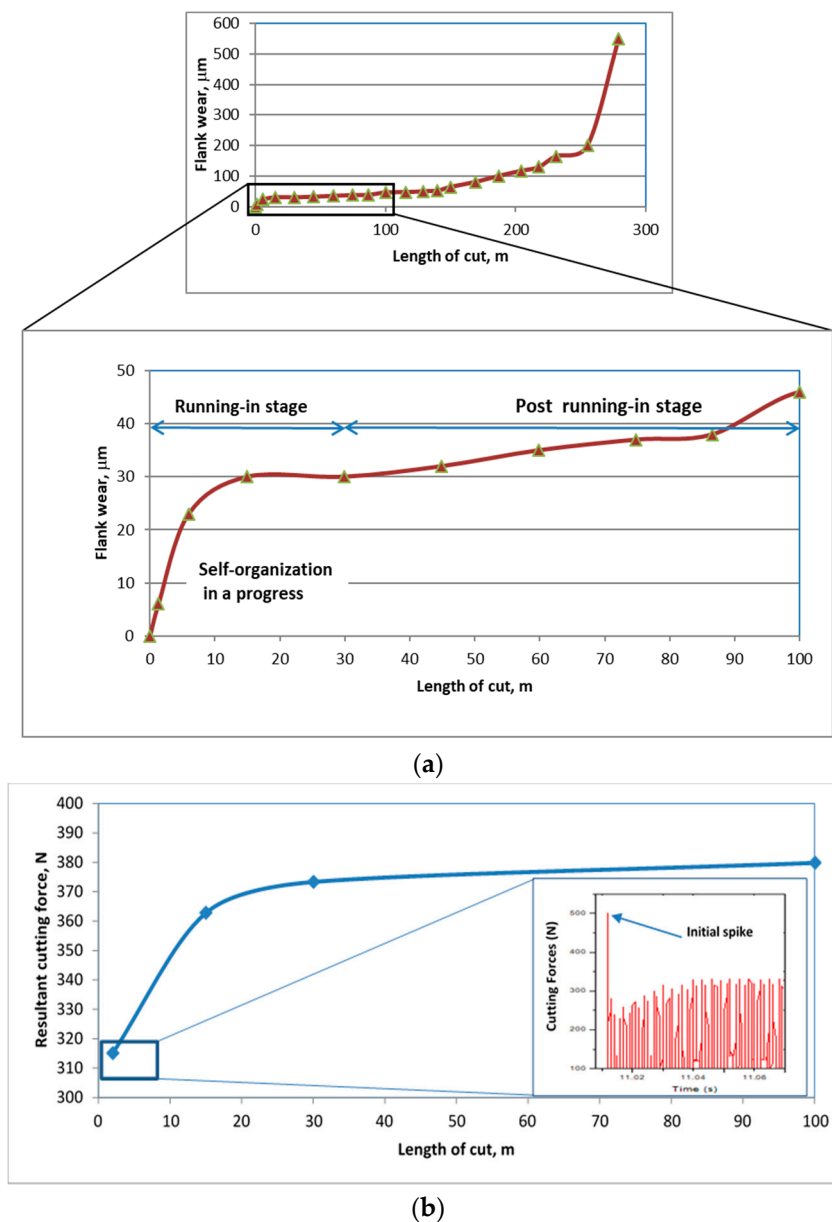 600
500
400
300
200
100
0
Flank wear, μm
0 100 200 300
Length of cut, m
50
40
30
20
10
0
Flank wear, μm
Running-in stage
Post running-in stage
Self-organization
in a progress
0 10 20 30 40 50 60 70 80 90 100
Length of cut, m
(a)
400
390
380
370
360
350
340
330
320
310
300
Resultant cutting force, N
500
400
300
200
100
Cutting Forces (N)
Initial spike
11.02 11.04 11.06
Time (s)
0 10 20 30 40 50 60 70 80 90 100
Length of cut, m
(b)